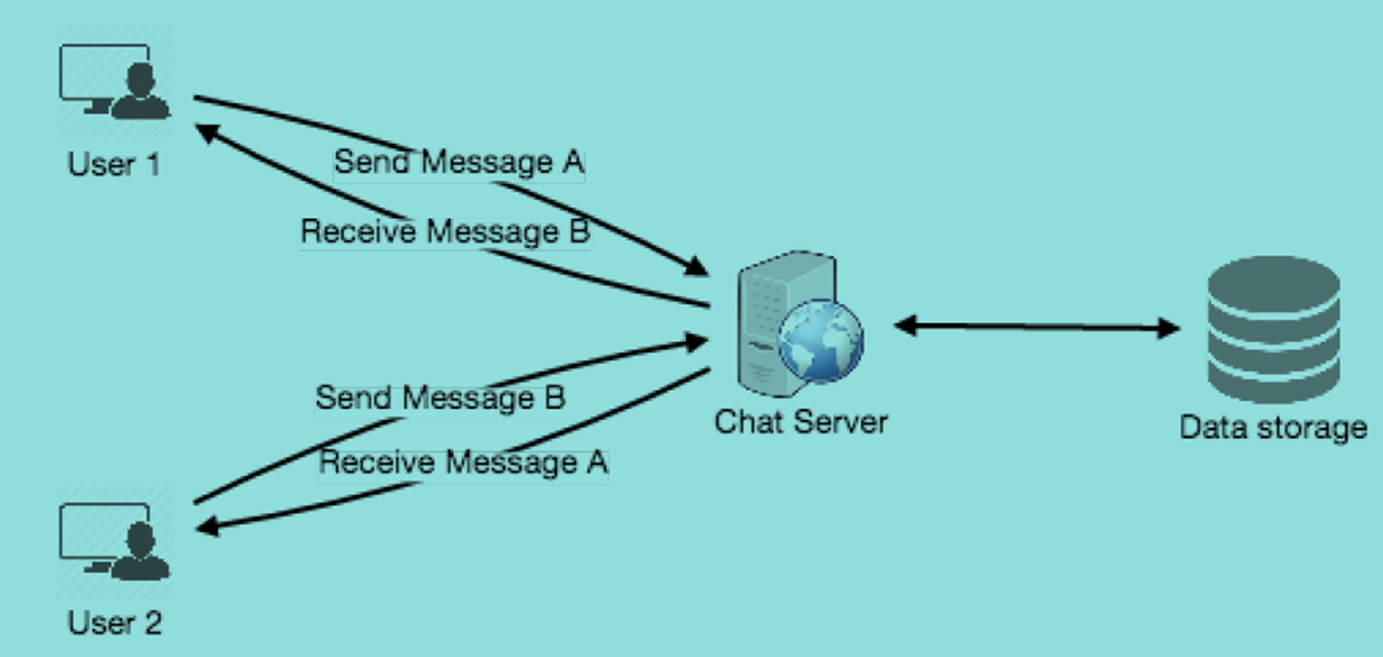 User 1
Send Message A
Receive Message B
Send Message B
Chat Server
Data storage
Receive Message A
User 2